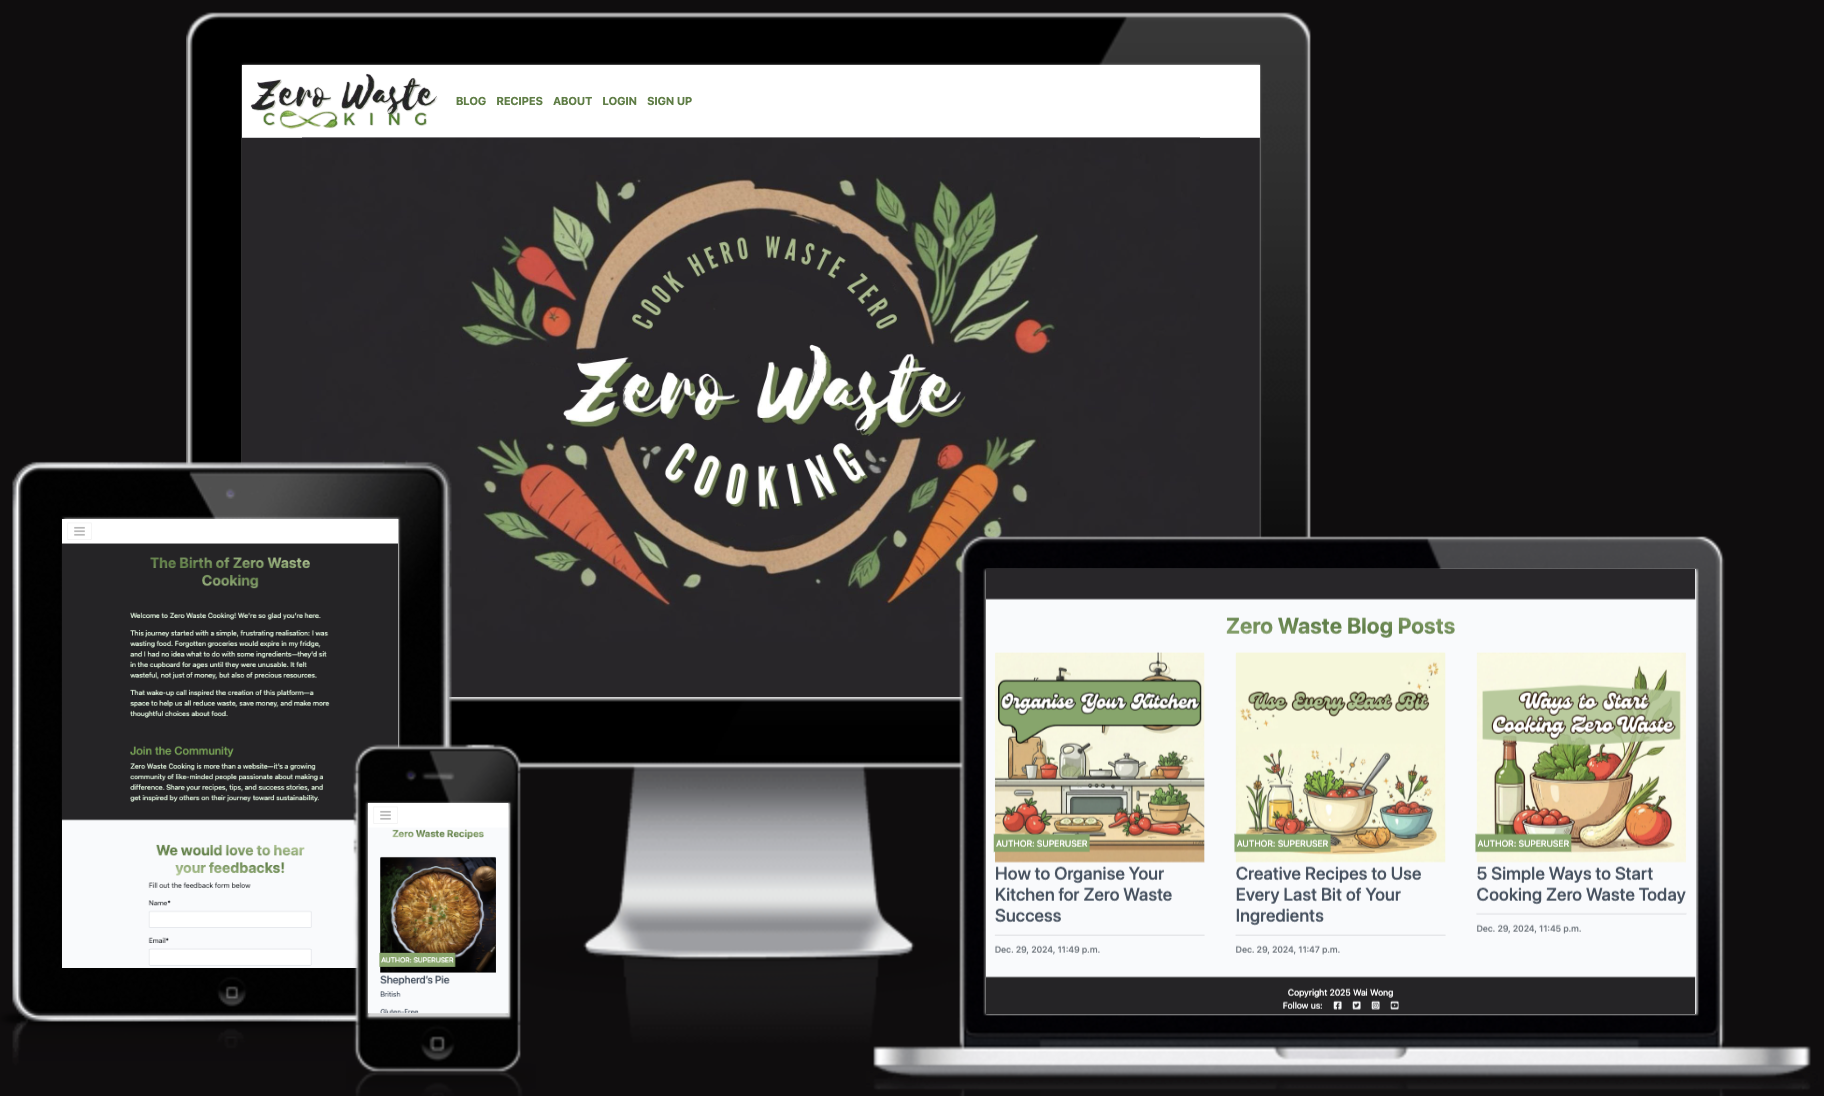 Zero Waste
COOKING
BLOG RECIPES ABOUT LOGIN SIGN UP
COOK HERO WASTE ZERO
Zero Waste
COOKING
The Birth of Zero Waste
Cooking
Welcome to Zero Waste Cooking! We're so glad you're here.
This journey started with a simple, frustrating realisation: I was
wasting food. Forgotten groceries would expire in my fridge,
and I had no idea what to do with some ingredients—they'd sit
in the cupboard for ages until they were unusable. It felt
wasteful, not just of money, but also of precious resources.
That wake-up call inspired the creation of this platform—a
space to help us all reduce waste, save money, and make more
thoughtful choices about food.
Join the Community
Zero Waste Cooking is more than a website—it's a growing
community of like-minded people passionate about making a
difference. Share your recipes, tips, and success stories, and
get inspired by others on their journey toward sustainability.
We would love to hear
your feedbacks!
Fill out the feedback form below
Name*
Email*
Zero Waste Recipes
AUTHOR: SUPERUSER
Shepherd's Pie
British
Gluten-Free
Zero Waste Blog Posts
Organise Your Kitchen
AUTHOR: SUPERUSER
How to Organise Your
Kitchen for Zero Waste
Success
Dec. 29, 2024, 11:49 p.m.
Use Every Last Bit
AUTHOR: SUPERUSER
Creative Recipes to Use
Every Last Bit of Your
Ingredients
Dec. 29, 2024, 11:47 p.m.
Ways to Start
Cooking Zero Waste
AUTHOR: SUPERUSER
5 Simple Ways to Start
Cooking Zero Waste Today
Dec. 29, 2024, 11:45 p.m.
Copyright 2025 Wai Wong
Follow us: